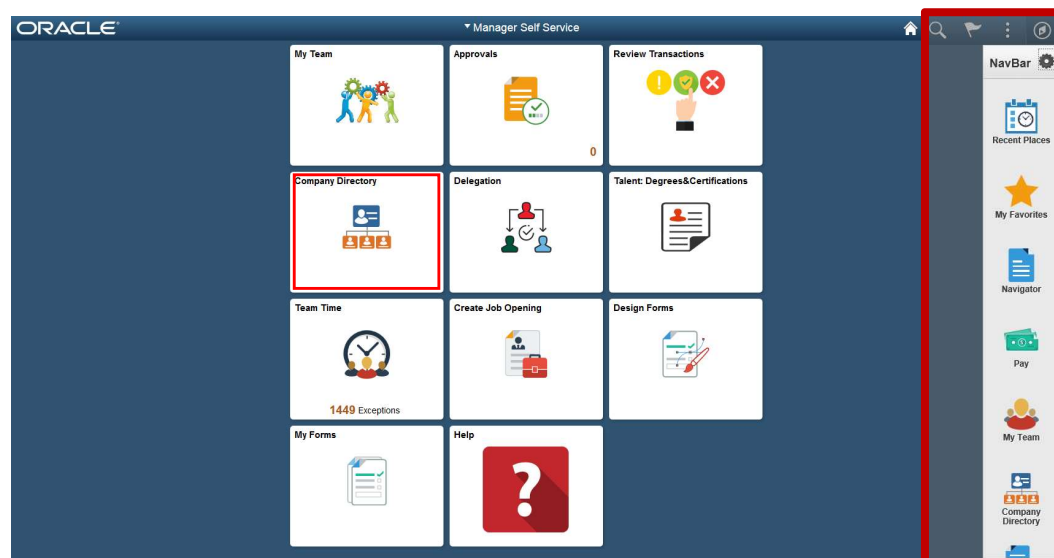 ORACLE
Manager Self Service
NavBar
My Team
Approvals
0
Review Transactions
Company Directory
Delegation
Talent: Degrees&Certifications
Team Time
1449 Exceptions
Create Job Opening
Design Forms
My Forms
Help
?
Recent Places
My Favorites
Navigator
Pay
My Team
Company
Directory